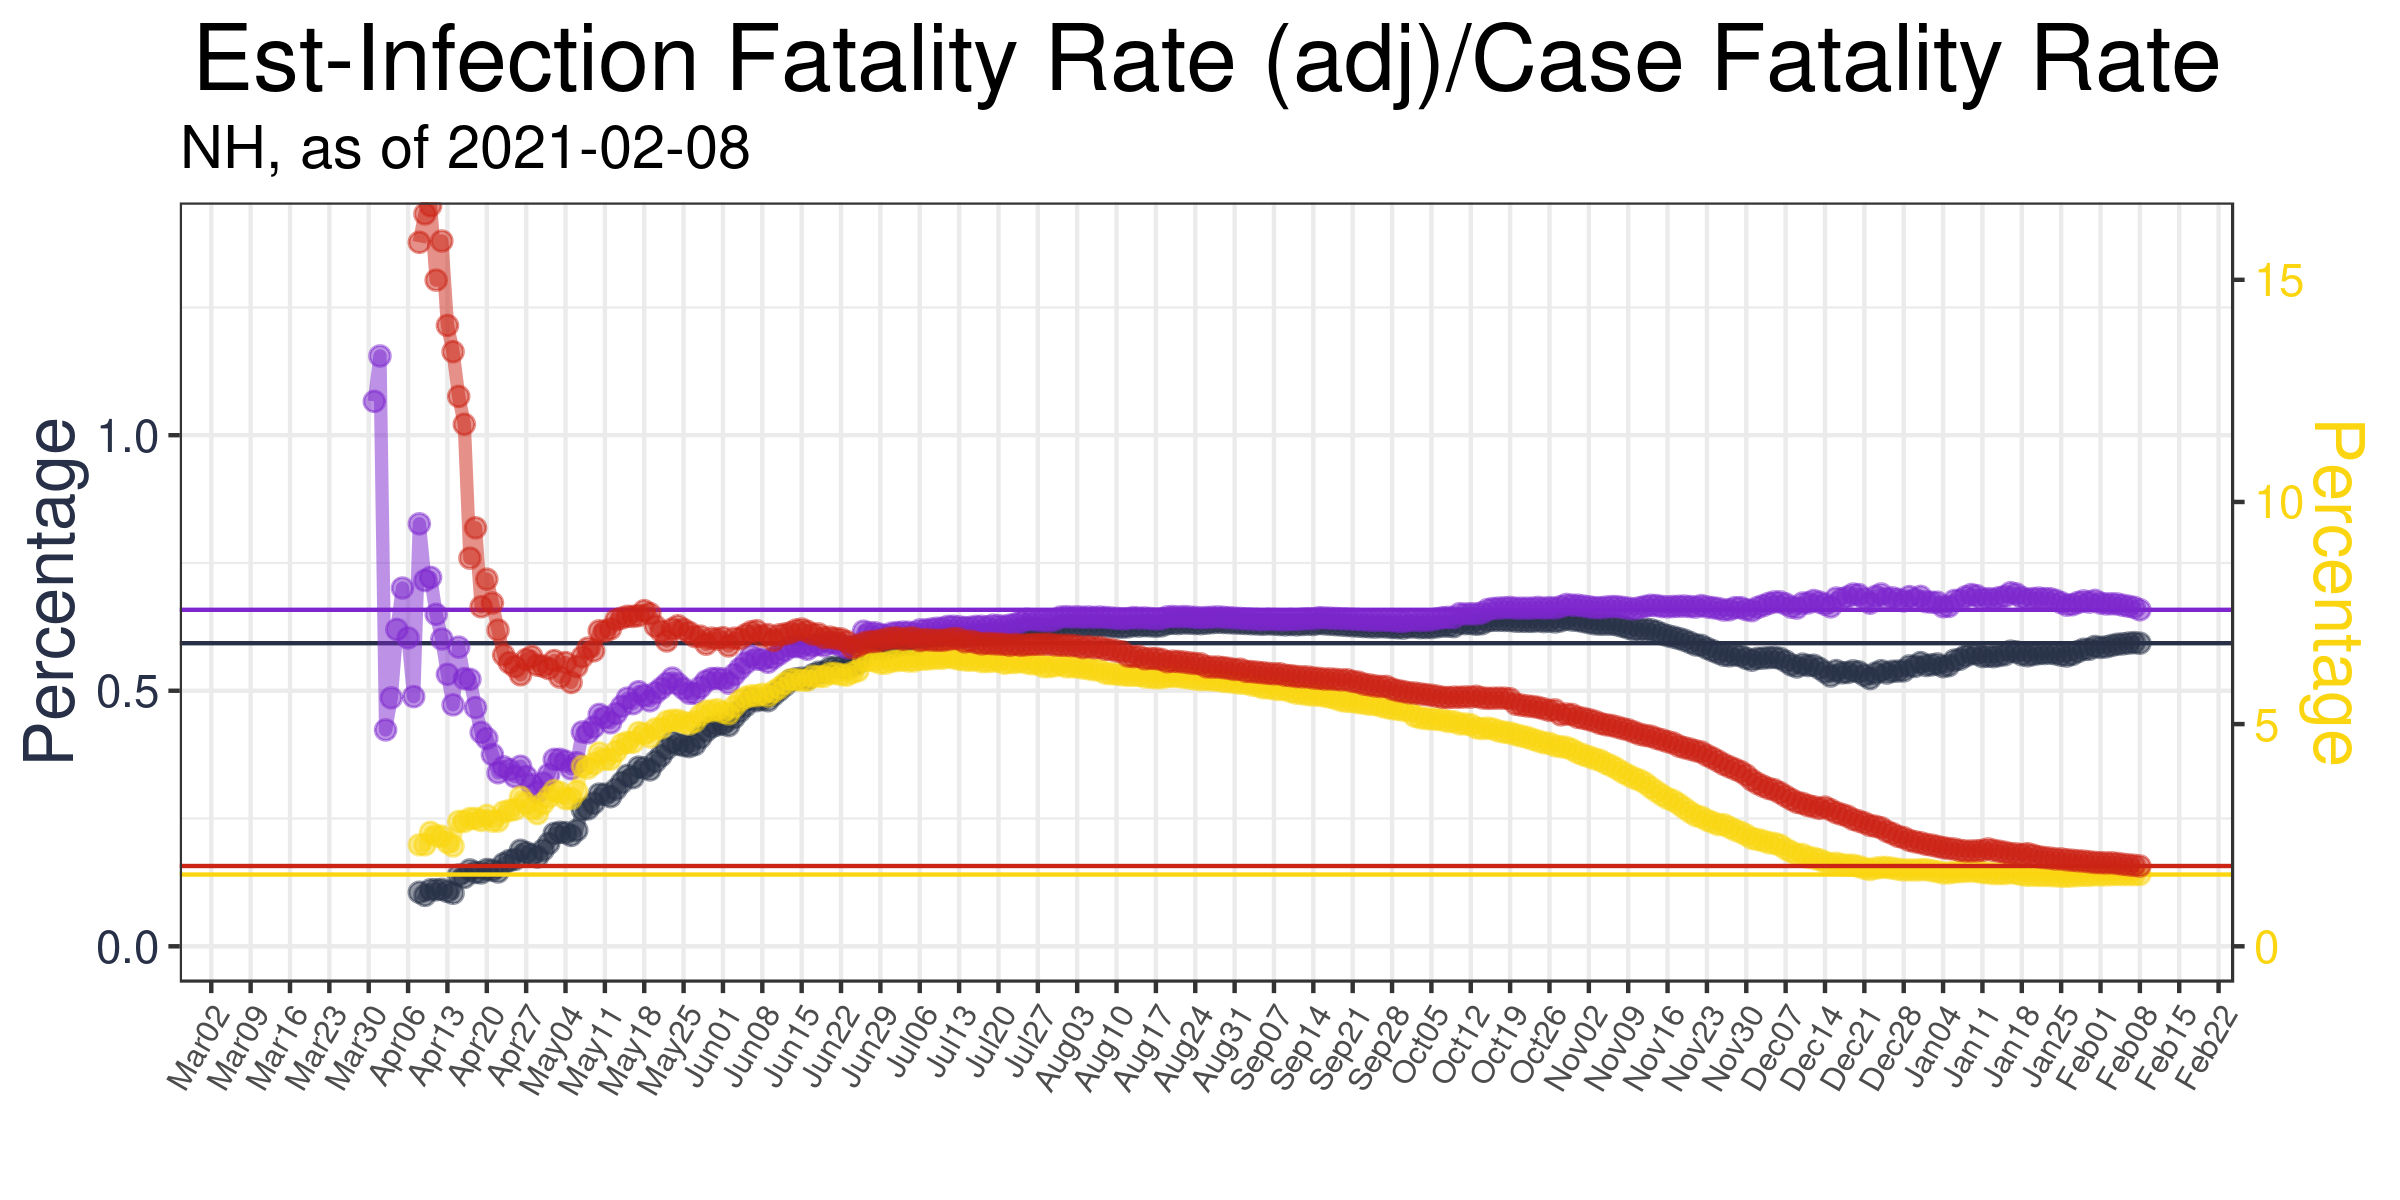 Est-Infection Fatality Rate (adj)/Case Fatality Rate
NH, as of 2021-02-08
Percentage
1.0
0.5
0.0
15
10
5
0
Percentage
Mar02
Mar09
Mar16
Mar23
Mar30
Apr06
Apr13
Apr20
Apr27
May04
May11
May18
May25
Jun01
Jun08
Jun15
Jun22
Jun29
Jul06
Jul13
Jul20
Jul27
Aug03
Aug10
Aug17
Aug24
Aug31
Sep07
Sep14
Sep21
Sep28
Oct05
Oct12
Oct19
Oct26
Nov02
Nov09
Nov16
Nov23
Nov30
Dec07
Dec14
Dec21
Dec28
Jan04
Jan11
Jan18
Jan25
Feb01
Feb08
Feb15
Feb22